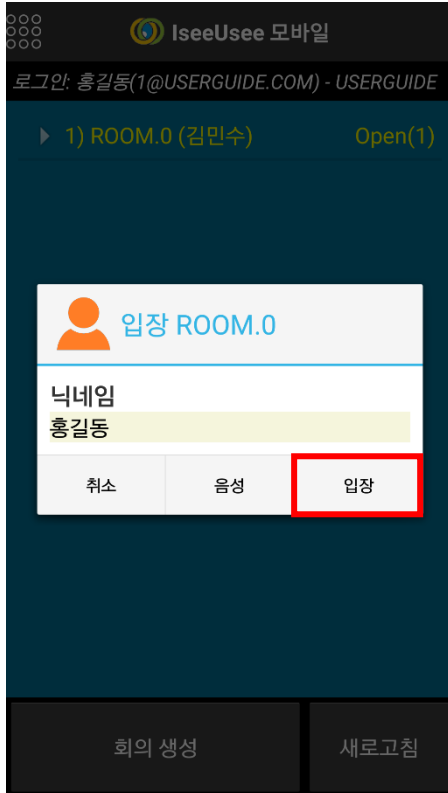 IseeUsee 모바일
로그인: 홍길동(1@USERGUIDE.COM) - USERGUIDE
1) ROOM.0 (김민수) Open(1)
입장 ROOM.0
닉네임
홍길동
취소 음성 입장
회의 생성 새로고침